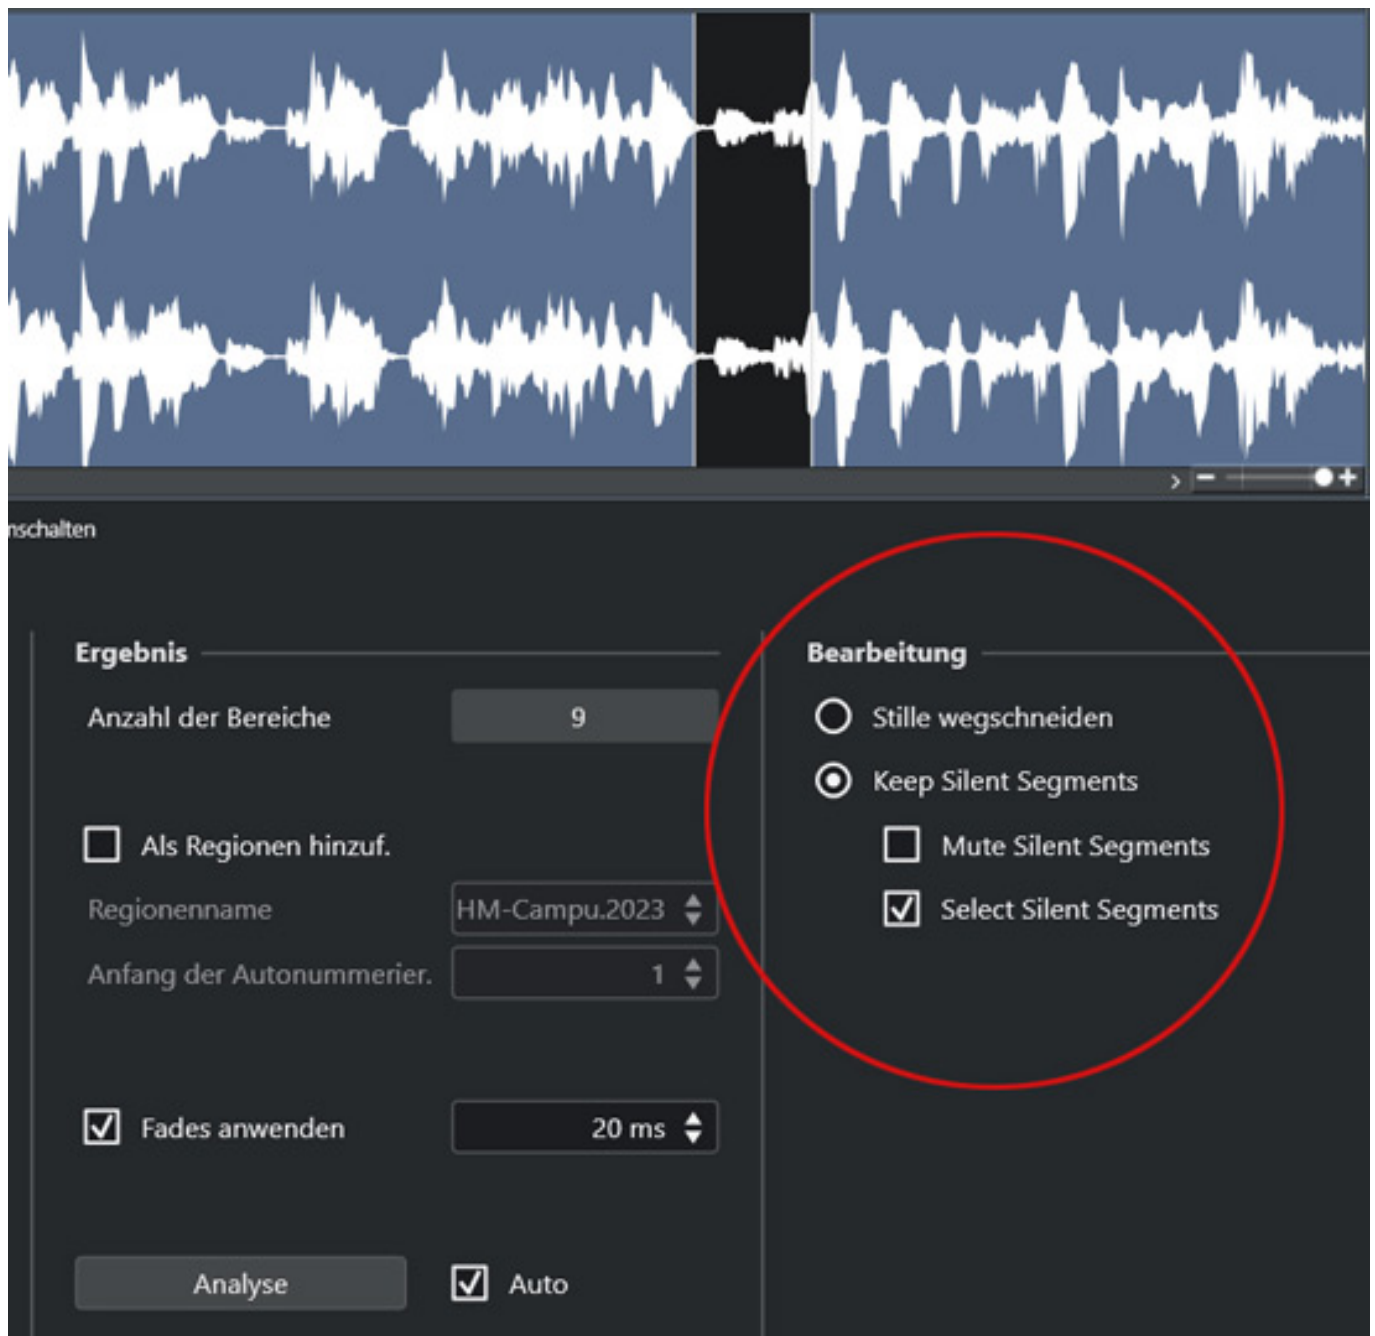 nschalten
Ergebnis
Anzahl der Bereiche 9
Als Regionen hinzuf.
Regionenname HM-Campu.2023
Anfang der Autonummerier. 1
Fades anwenden 20 ms
Analyse Auto
Bearbeitung
Stille wegschneiden
Keep Silent Segments
Mute Silent Segments
Select Silent Segments